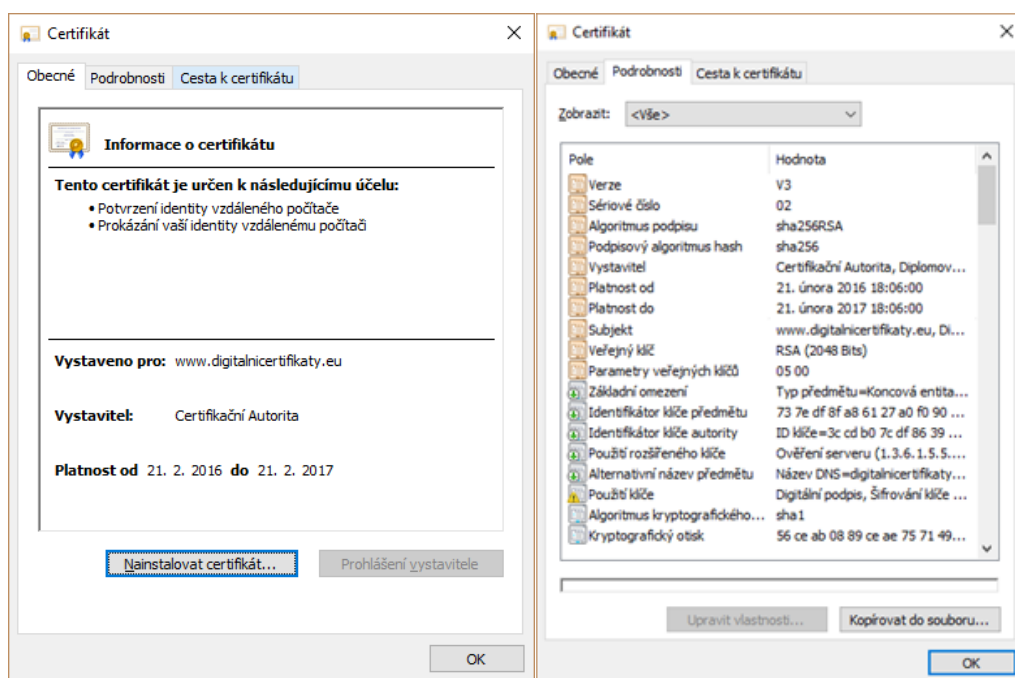 Certifikát
Obecné Podrobnosti Cesta k certifikátu
Informace o certifikátu
Tento certifikát je určen k následujícímu účelu:
• Potvrzení identity vzdáleného počítače
• Prokázání vaší identity vzdálenému počítači
Vystaveno pro: www.digitalnicertifikaty.eu
Vystavitel: Certifikační Autorita
Platnost od 21. 2. 2016 do 21. 2. 2017
Nainstalovat certifikát...
Prohlášení vystavitele
OK
Certifikát
Obecné Podrobnosti Cesta k certifikátu
Zobrazit: <Vše>
Pole Hodnota
Verze V3
Sériové číslo 02
Algoritmus podpisu sha256RSA
Podpisový algoritmus hash sha256
Vystavitel Certifikační Autorita, Diplomov...
Platnost od 21. února 2016 18:06:00
Platnost do 21. února 2017 18:06:00
Subjekt www.digitalnicertifikaty.eu, Di...
Veřejný klíč RSA (2048 Bits)
Parametry veřejných klíčů 05 00
Základní omezení Typ předmětu=Koncová entita...
Identifikátor klíče předmětu 73 7e df 8f a8 61 27 a0 f0 90 ...
Identifikátor klíče autority ID klíče=3c cd b0 7c df 86 39 ...
Použití rozšířeného klíče Ověření serveru (1.3.6.1.5.5....
Alternativní název předmětu Název DNS=digitalnicertifikaty...
Použití klíče Digitální podpis, Šifrování klíče ...
Algoritmus kryptografického... sha1
Kryptografický otisk 56 ce ab 08 89 ce ae 75 71 49...
Upravit vlastnosti...
Kopírovat do souboru...
OK